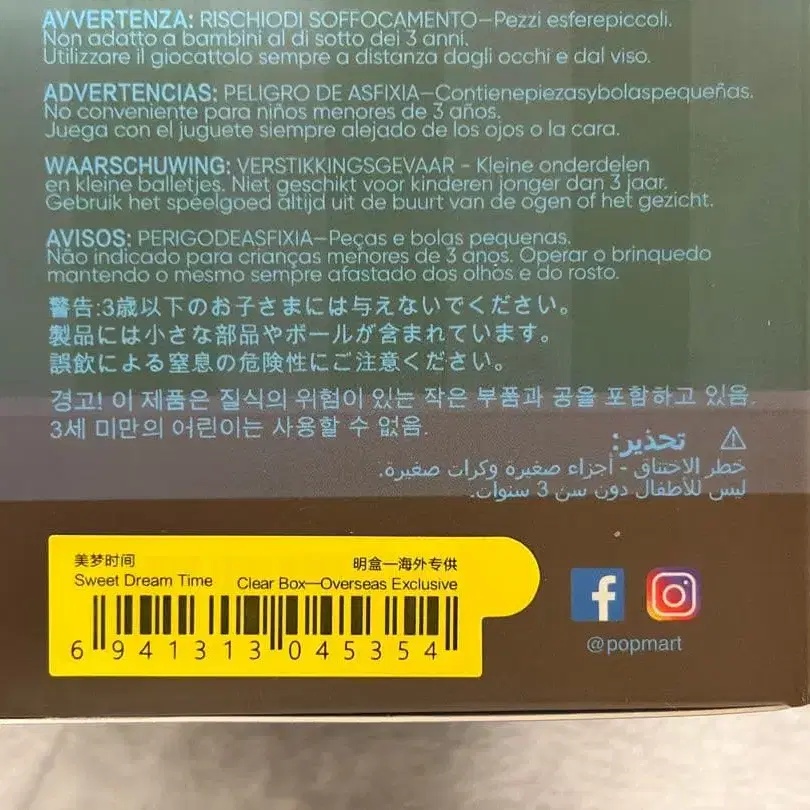 AVVERTENZA: RISCHIODI SOFFOCAMENTO—Pezzi esferepiccoli.
Non adatto a bambini al di sotto dei 3 anni.
Utilizzare il giocattolo sempre a distanza dagli occhi e dal viso.
ADVERTENCIAS: PELIGRO DE ASFIXIA—Contienepiezasybolaspequeñas.
No conveniente para niños menores de 3 años.
Juega con el juguete siempre alejado de los ojos o la cara.
WAARSCHUWING: VERSTIKKINGSGEVAAR - Kleine onderdelen
en kleine balletjes. Niet geschikt voor kinderen jonger dan 3 jaar.
Gebruik het speelgoed altijd uit de buurt van de ogen of het gezicht.
AVISOS: PERIGODEASFIXIA—Peças e bolas pequenas.
Não indicado para crianças menores de 3 anos. Operar o brinquedo
mantendo o mesmo sempre afastado dos olhos e do rosto.
警告:3歳以下のお子さまには与えないでください。
製品には小さな部品やボールが含まれています。
誤飲による窒息の危険性にご注意ください。
경고! 이 제품은 질식의 위험이 있는 작은 부품과 공을 포함하고 있음.
3세 미만의 어린이는 사용할 수 없음.
⚠ تحذير:
خطر الاختناق - أجزاء صغيرة وكرات صغيرة.
ليس للأطفال دون سن 3 سنوات.
美梦时间 明盒—海外专供
Sweet Dream Time Clear Box—Overseas Exclusive
6 941313 045354
@popmart